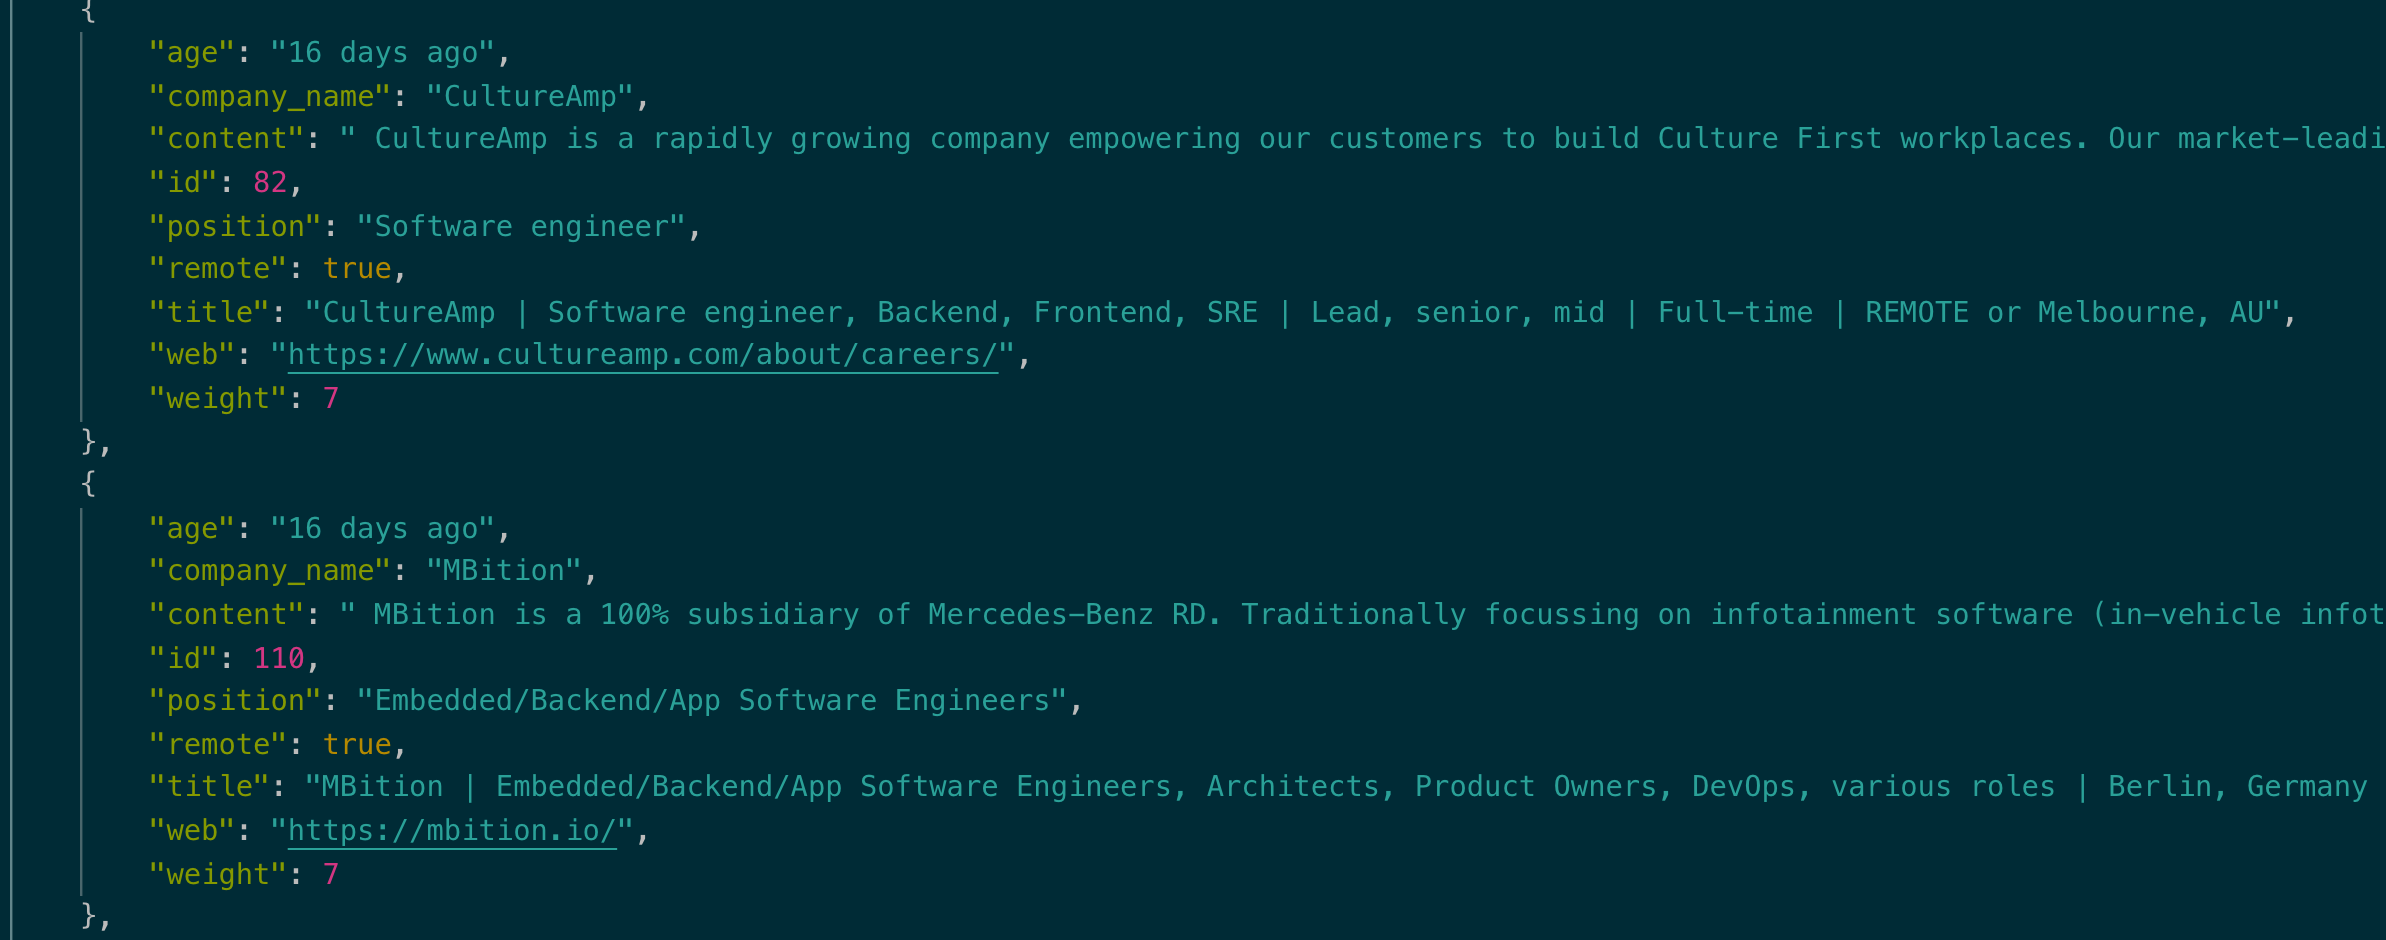 {
"age": "16 days ago",
"company_name": "CultureAmp",
"content": " CultureAmp is a rapidly growing company empowering our customers to build Culture First workplaces. Our market-leadi
"id": 82,
"position": "Software engineer",
"remote": true,
"title": "CultureAmp | Software engineer, Backend, Frontend, SRE | Lead, senior, mid | Full-time | REMOTE or Melbourne, AU",
"web": "https://www.cultureamp.com/about/careers/",
"weight": 7
},
{
"age": "16 days ago",
"company_name": "MBition",
"content": " MBition is a 100% subsidiary of Mercedes-Benz RD. Traditionally focussing on infotainment software (in-vehicle infot
"id": 110,
"position": "Embedded/Backend/App Software Engineers",
"remote": true,
"title": "MBition | Embedded/Backend/App Software Engineers, Architects, Product Owners, DevOps, various roles | Berlin, Germany
"web": "https://mbition.io/",
"weight": 7
},